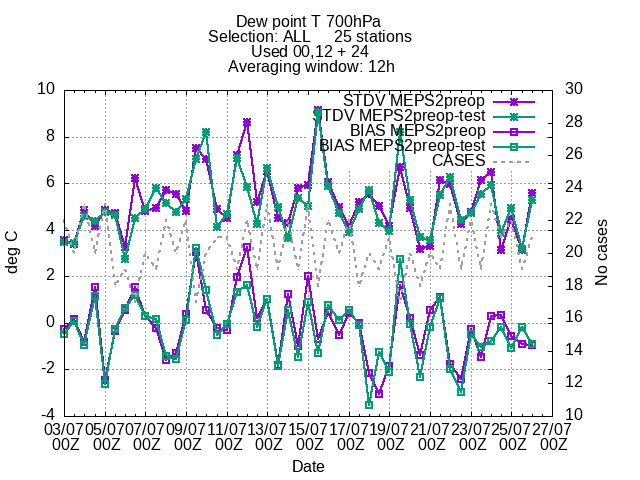 Dew point T 700hPa
Selection: ALL 25 stations
Used 00,12 + 24
Averaging window: 12h
10 30
STDV MEPS2preop
28
STDV MEPS2preop-test
8
BIAS MEPS2preop
BIAS MEPS2preop-test
26
CASES
6 24
22
4
20
2 18
0 16
14
-2
12
-4 10
deg C
No cases
03/07 05/07 07/07 09/07 11/07 13/07 15/07 17/07 19/07 21/07 23/07 25/07 27/07
00Z 00Z 00Z 00Z 00Z 00Z 00Z 00Z 00Z 00Z 00Z 00Z 00Z
Date